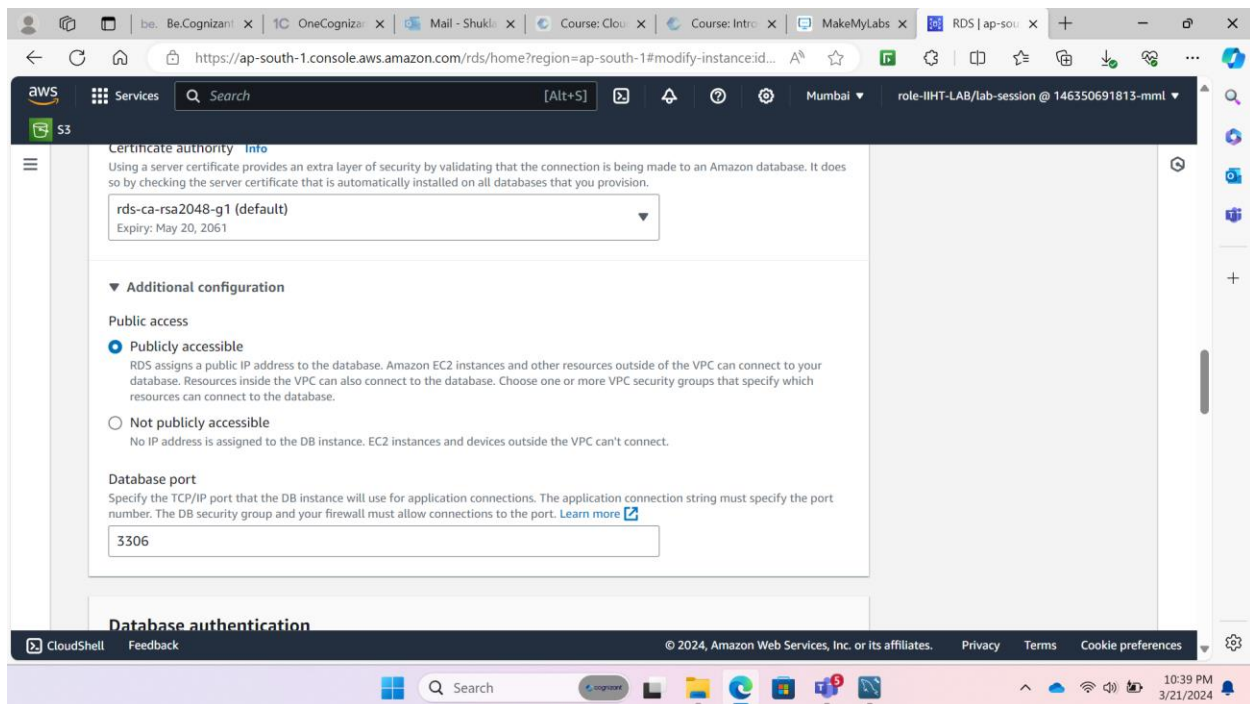 be. Be.Cognizant
1C OneCognizan
Mail - Shukla
Course: Clou
Course: Intro
MakeMyLabs
RDS | ap-sou
https://ap-south-1.console.aws.amazon.com/rds/home?region=ap-south-1#modify-instance:id...
aws
Services
Search [Alt+S]
Mumbai
role-IIHT-LAB/lab-session @ 146350691813-mml
S3
Certificate authority Info
Using a server certificate provides an extra layer of security by validating that the connection is being made to an Amazon database. It does
so by checking the server certificate that is automatically installed on all databases that you provision.
rds-ca-rsa2048-g1 (default)
Expiry: May 20, 2061
Additional configuration
Public access
Publicly accessible
RDS assigns a public IP address to the database. Amazon EC2 instances and other resources outside of the VPC can connect to your
database. Resources inside the VPC can also connect to the database. Choose one or more VPC security groups that specify which
resources can connect to the database.
Not publicly accessible
No IP address is assigned to the DB instance. EC2 instances and devices outside the VPC can't connect.
Database port
Specify the TCP/IP port that the DB instance will use for application connections. The application connection string must specify the port
number. The DB security group and your firewall must allow connections to the port. Learn more
3306
Database authentication
CloudShell Feedback © 2024, Amazon Web Services, Inc. or its affiliates. Privacy Terms Cookie preferences
Search
cognizant
5
10:39 PM
3/21/2024